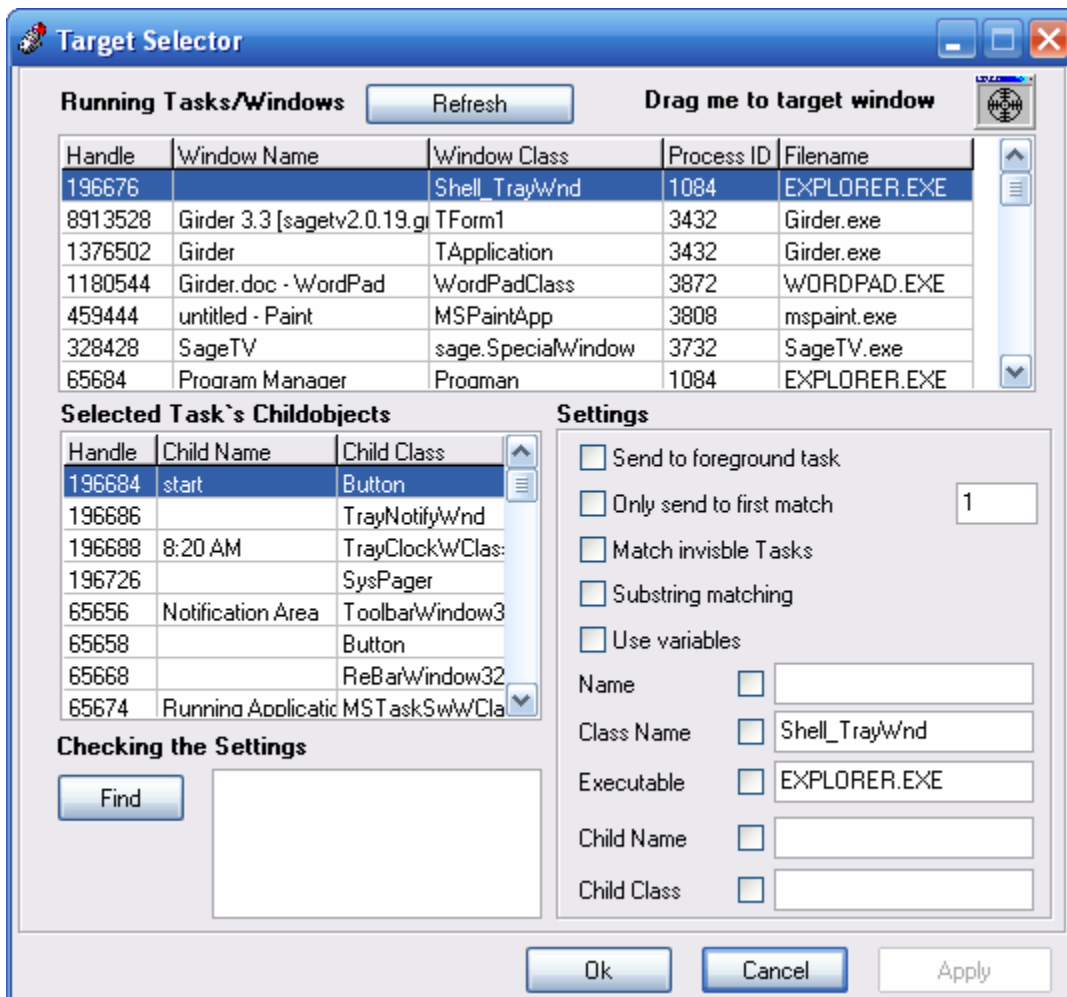 Target Selector
Running Tasks/Windows Refresh Drag me to target window
Handle Window Name Window Class Process ID Filename
196676 Shell_TrayWnd 1084 EXPLORER.EXE
8913528 Girder 3.3 [sagetv2.0.19.gi TForm1 3432 Girder.exe
1376502 Girder TApplication 3432 Girder.exe
1180544 Girder.doc - WordPad WordPadClass 3872 WORDPAD.EXE
459444 untitled - Paint MSPaintApp 3808 mspaint.exe
328428 SageTV sage.SpecialWindow 3732 SageTV.exe
65684 Program Manager Progman 1084 EXPLORER.EXE
Selected Task`s Childobjects
Handle Child Name Child Class
196684 start Button
196686 TrayNotifyWnd
196688 8:20 AM TrayClockWClas
196726 SysPager
65656 Notification Area ToolbarWindow3
65658 Button
65668 ReBarWindow32
65674 Running Applicatic MSTaskSwWCla
Checking the Settings
Find
Settings
Send to foreground task
Only send to first match 1
Match invisble Tasks
Substring matching
Use variables
Name
Class Name Shell_TrayWnd
Executable EXPLORER.EXE
Child Name
Child Class
Ok Cancel Apply